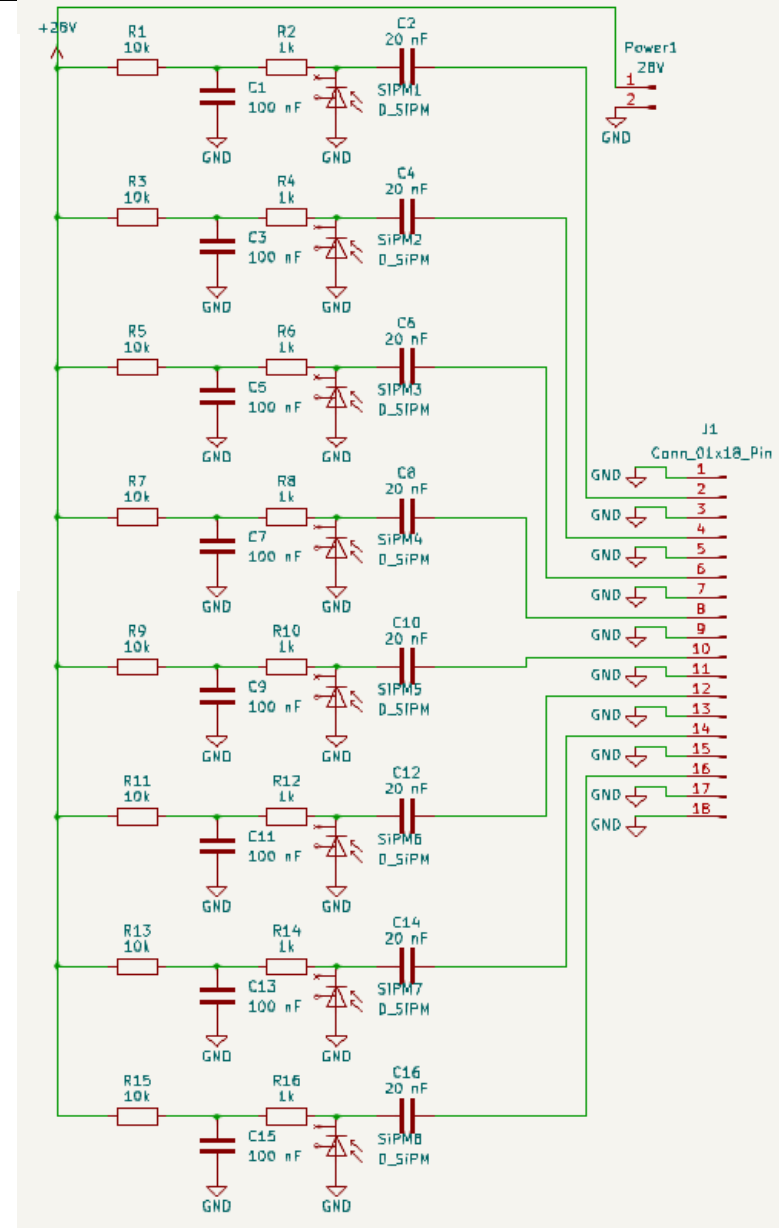 +28V
R1
10k
R2
1k
C2
20 nF
C1
100 nF
SiPM1
D_SiPM
GND
GND
Power1
28V
1
2
GND
R3
10k
R4
1k
C4
20 nF
C3
100 nF
SiPM2
D_SiPM
GND
GND
R5
10k
R6
1k
C6
20 nF
C5
100 nF
SiPM3
D_SiPM
GND
GND
R7
10k
R8
1k
C8
20 nF
C7
100 nF
SiPM4
D_SiPM
GND
GND
R9
10k
R10
1k
C10
20 nF
C9
100 nF
SiPM5
D_SiPM
GND
GND
R11
10k
R12
1k
C12
20 nF
C11
100 nF
SiPM6
D_SiPM
GND
GND
R13
10k
R14
1k
C14
20 nF
C13
100 nF
SiPM7
D_SiPM
GND
GND
R15
10k
R16
1k
C16
20 nF
C15
100 nF
SiPM8
D_SiPM
GND
GND
J1
Conn_01x18_Pin
GND 1
2
GND 3
4
GND 5
6
GND 7
8
GND 9
10
GND 11
12
GND 13
14
GND 15
16
GND 17
GND 18